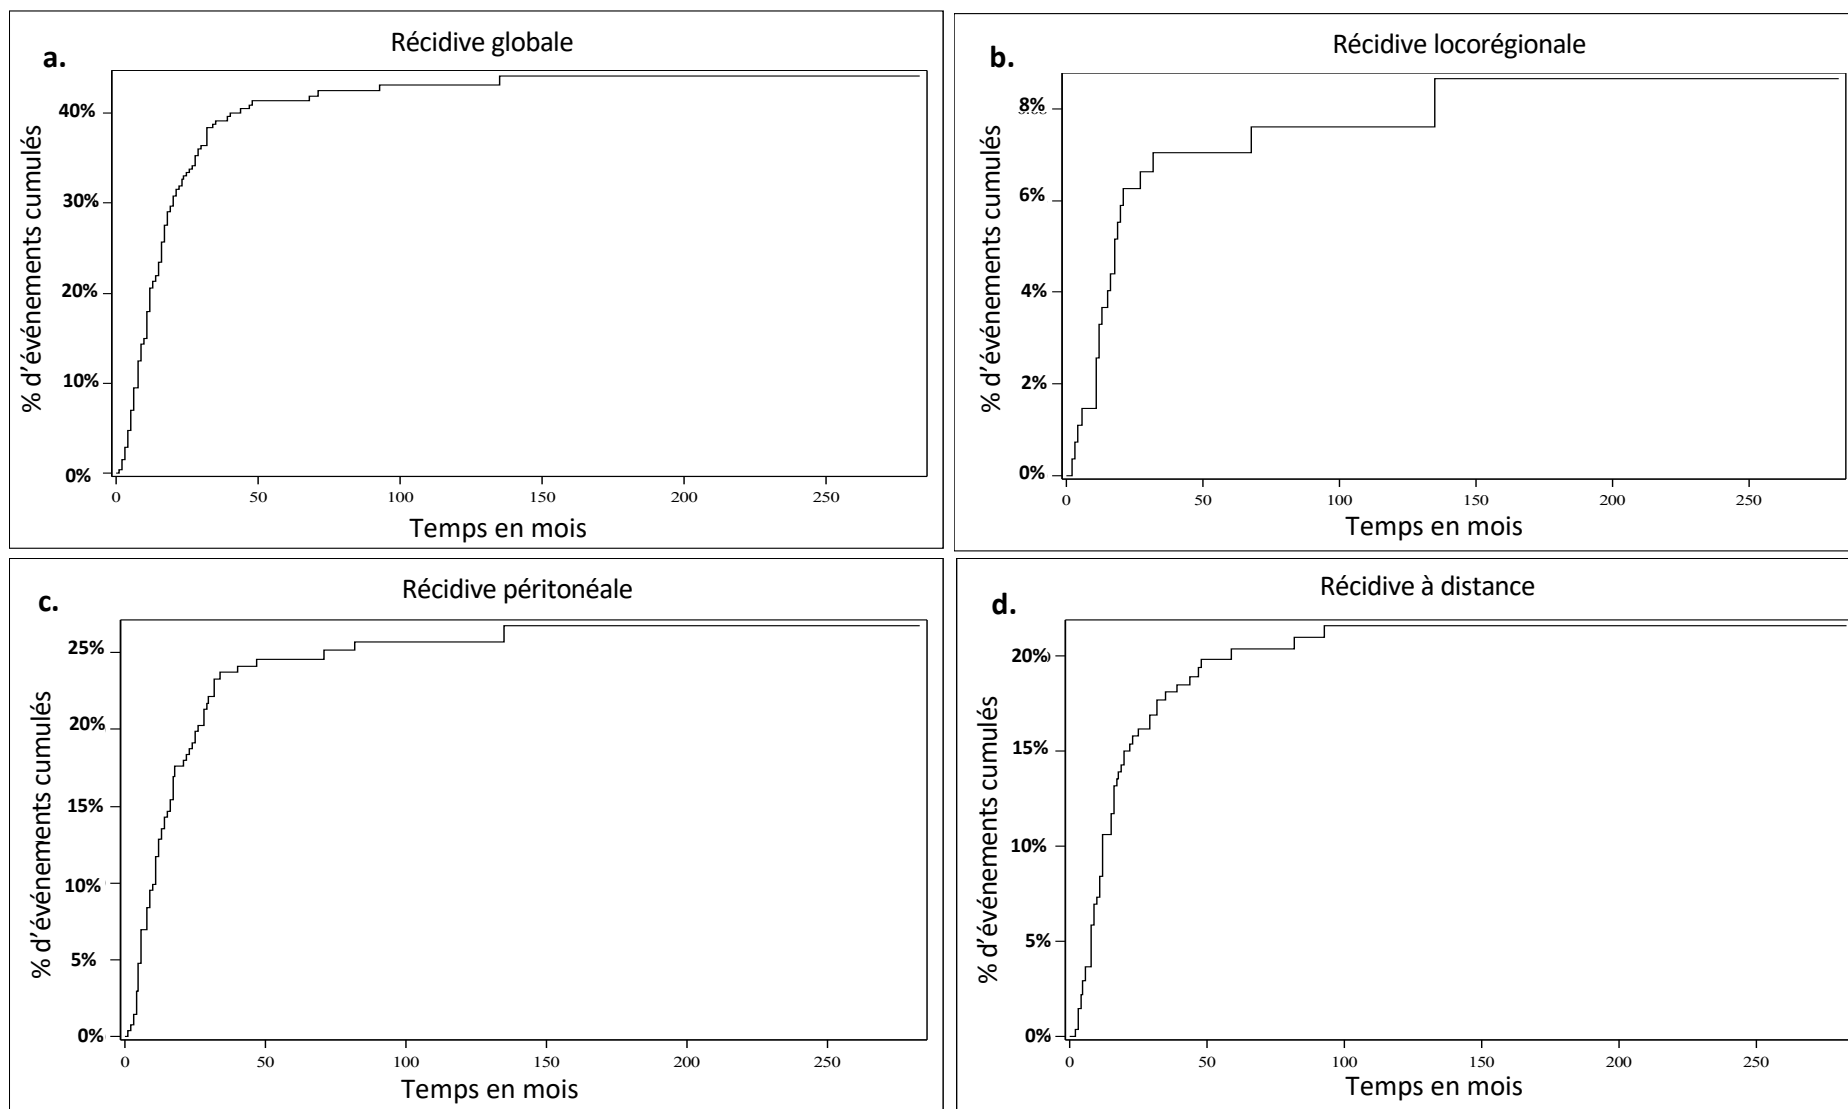 a.
Récidive globale
% d'événements cumulés
40%
30%
20%
10%
0%
0 50 100 150 200 250
Temps en mois
b.
Récidive locorégionale
% d'événements cumulés
8%
6%
4%
2%
0%
0 50 100 150 200 250
Temps en mois
c.
Récidive péritonéale
% d'événements cumulés
25%
20%
15%
10%
5%
0%
0 50 100 150 200 250
Temps en mois
d.
Récidive à distance
% d'événements cumulés
20%
15%
10%
5%
0%
0 50 100 150 200 250
Temps en mois